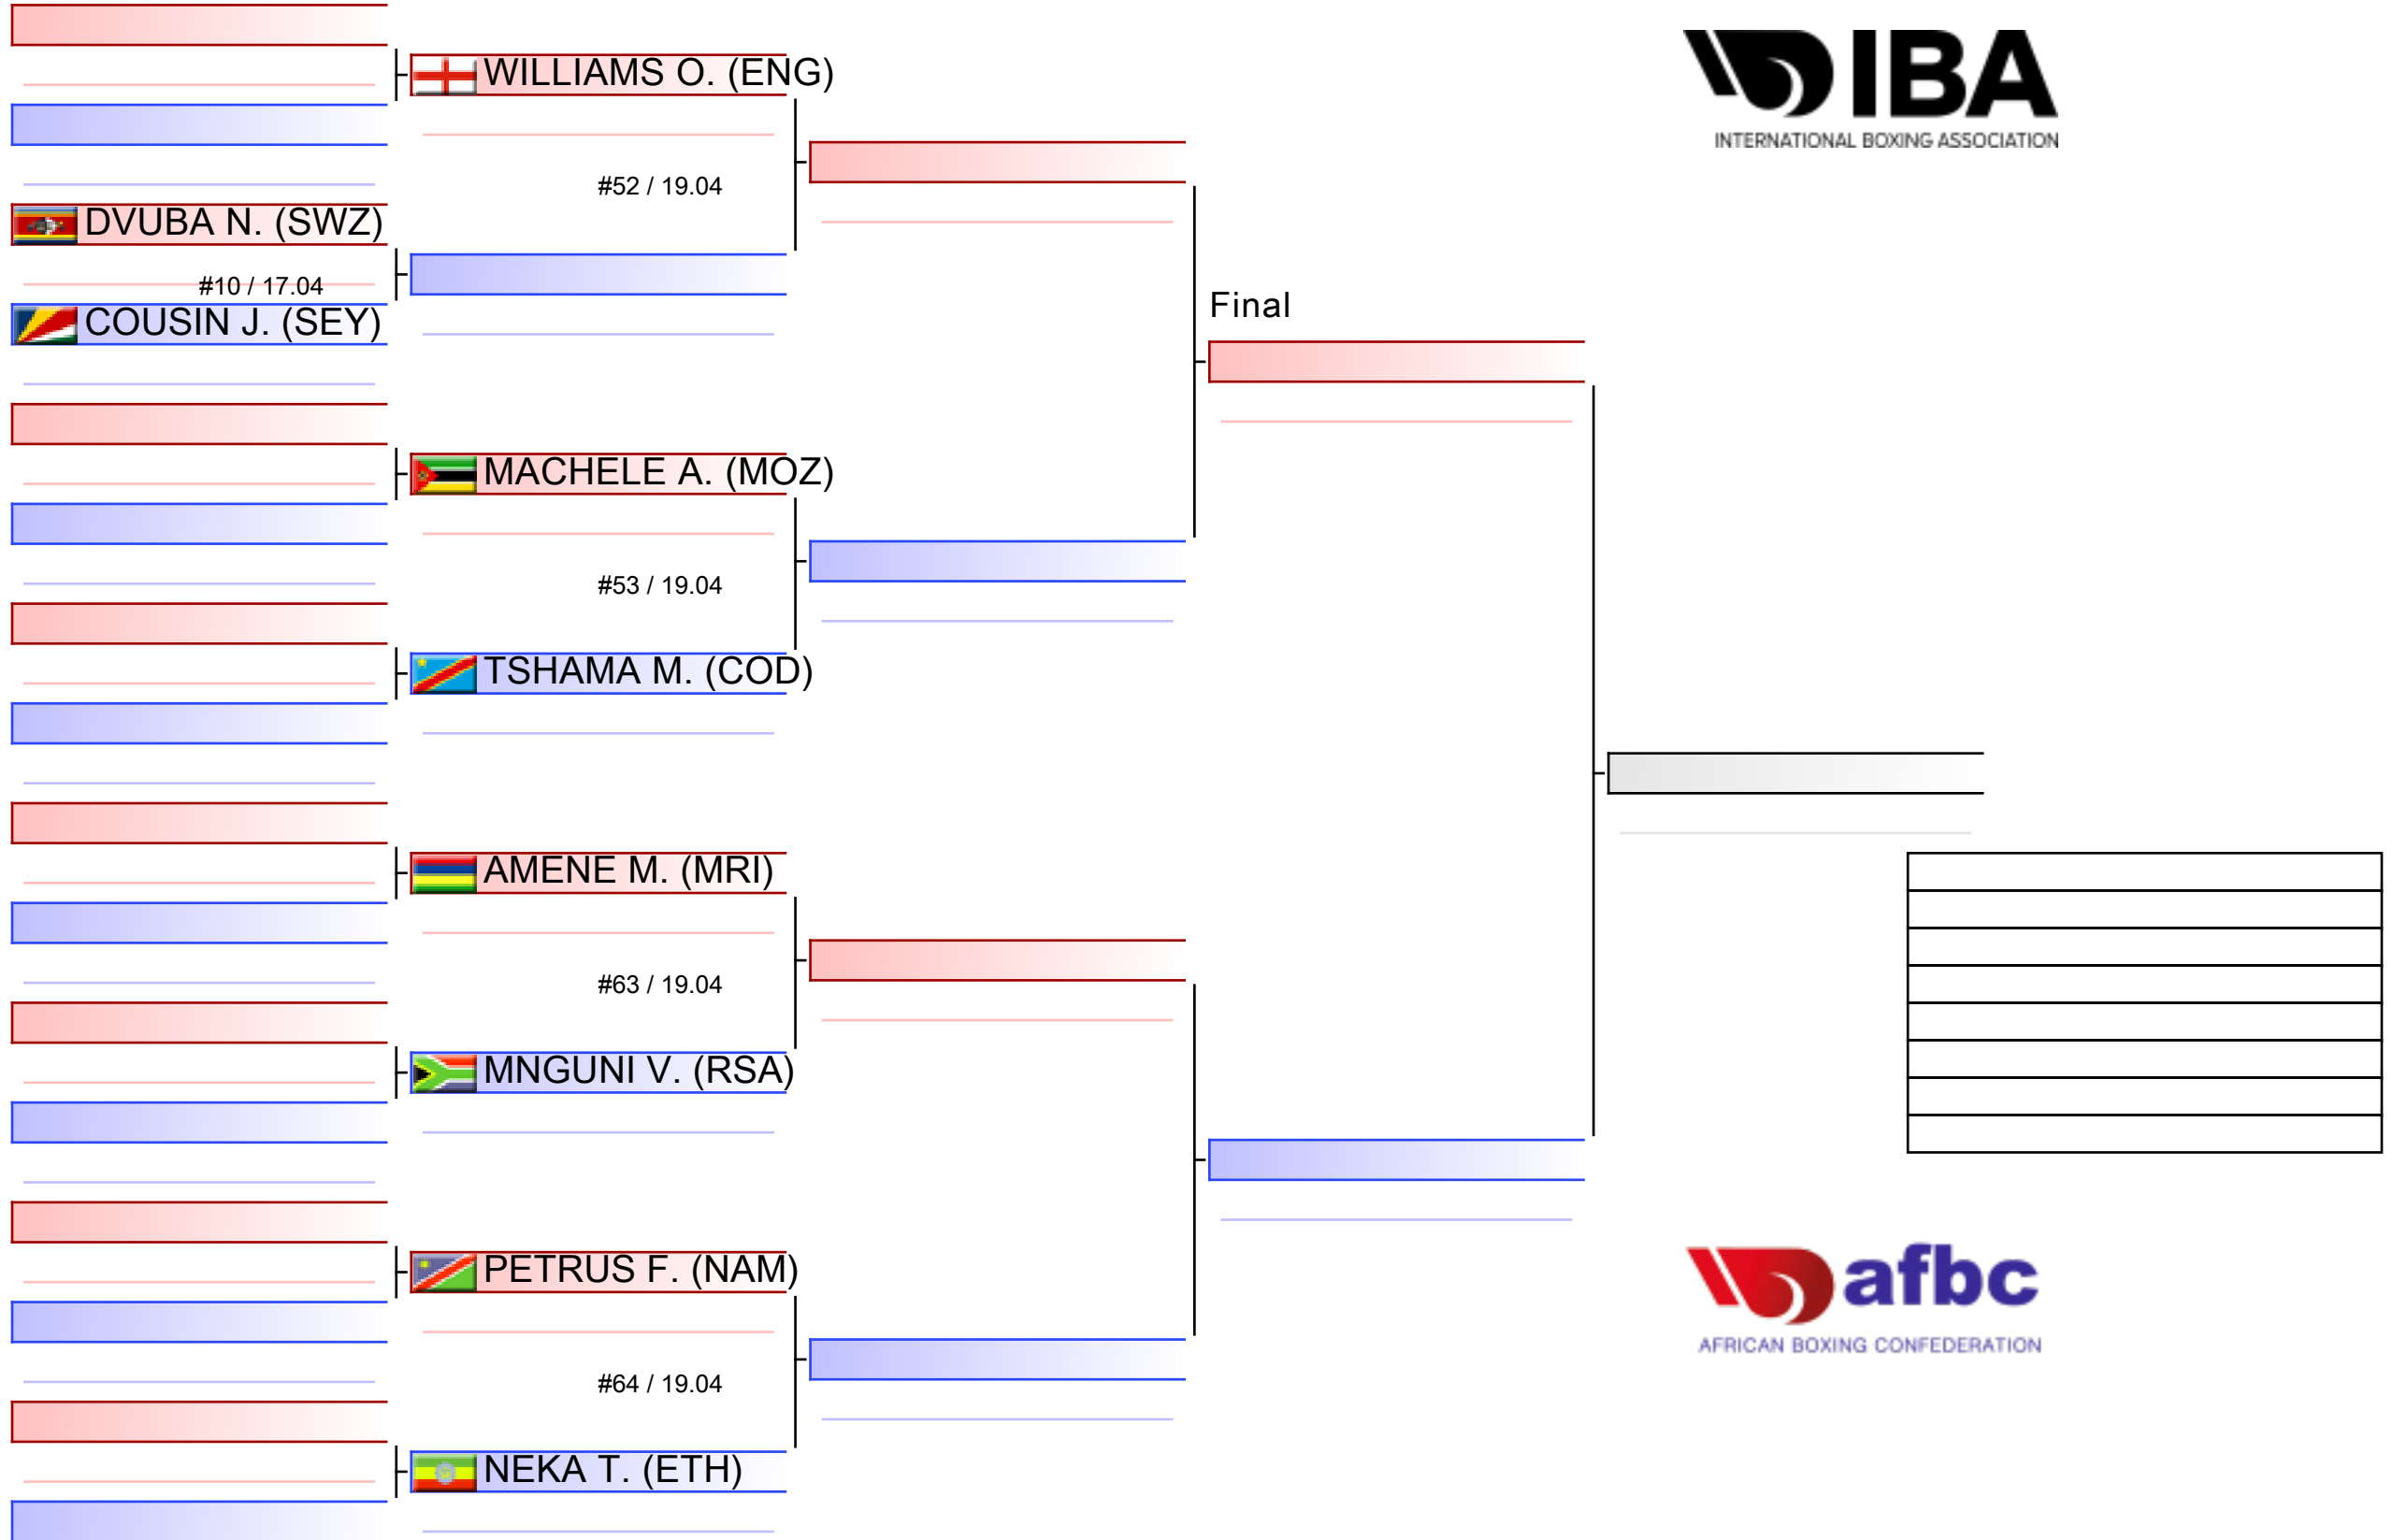 IBA
INTERNATIONAL BOXING ASSOCIATION
WILLIAMS O. (ENG)
#52 / 19.04
DVUBA N. (SWZ)
#10 / 17.04
COUSIN J. (SEY)
Final
MACHELE A. (MOZ)
#53 / 19.04
TSHAMA M. (COD)
AMENE M. (MRI)
#63 / 19.04
MNGUNI V. (RSA)
PETRUS F. (NAM)
#64 / 19.04
NEKA T. (ETH)
afbc
AFRICAN BOXING CONFEDERATION